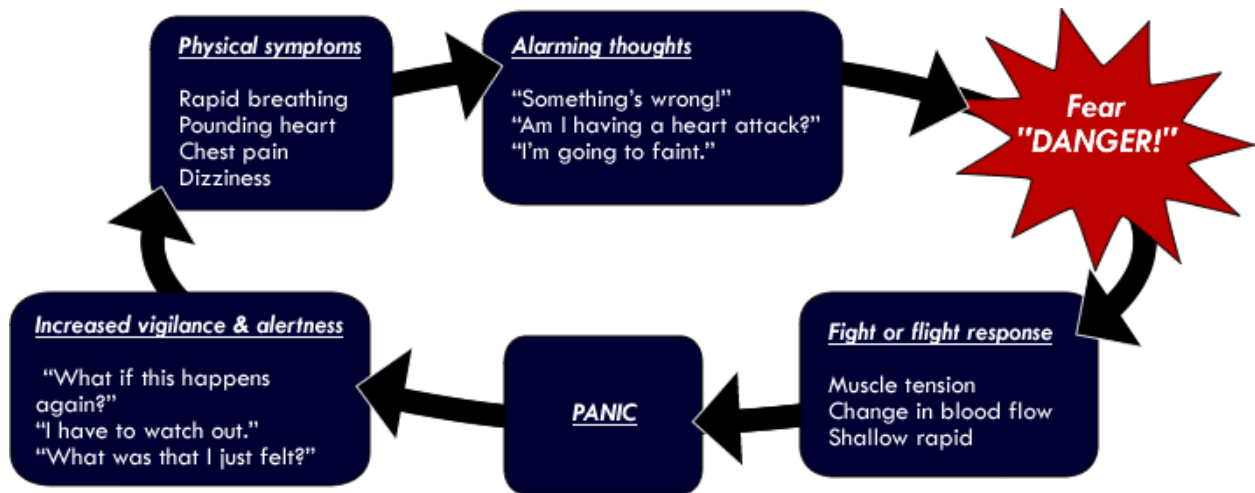 Physical symptoms
Rapid breathing
Pounding heart
Chest pain
Dizziness
Alarming thoughts
“Something’s wrong!”
“Am I having a heart attack?”
“I’m going to faint.”
Fear
"DANGER!"
Fight or flight response
Muscle tension
Change in blood flow
Shallow rapid
PANIC
Increased vigilance & alertness
“What if this happens
again?”
“I have to watch out.”
“What was that I just felt?”